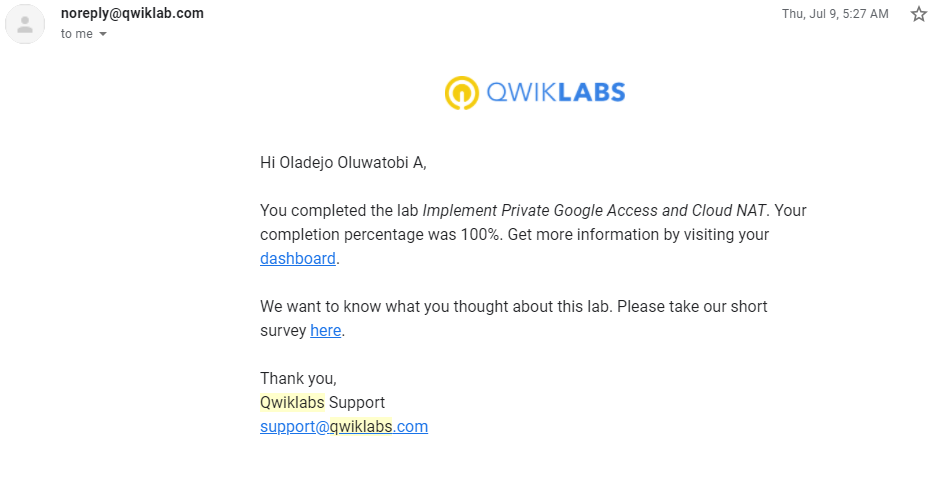 noreply@qwiklab.com
Thu, Jul 9, 5:27 AM
to me
QWIKLABS
Hi Oladejo Oluwatobi A,
You completed the lab Implement Private Google Access and Cloud NAT. Your
completion percentage was 100%. Get more information by visiting your
dashboard.
We want to know what you thought about this lab. Please take our short
survey here.
Thank you,
Qwiklabs Support
support@qwiklabs.com